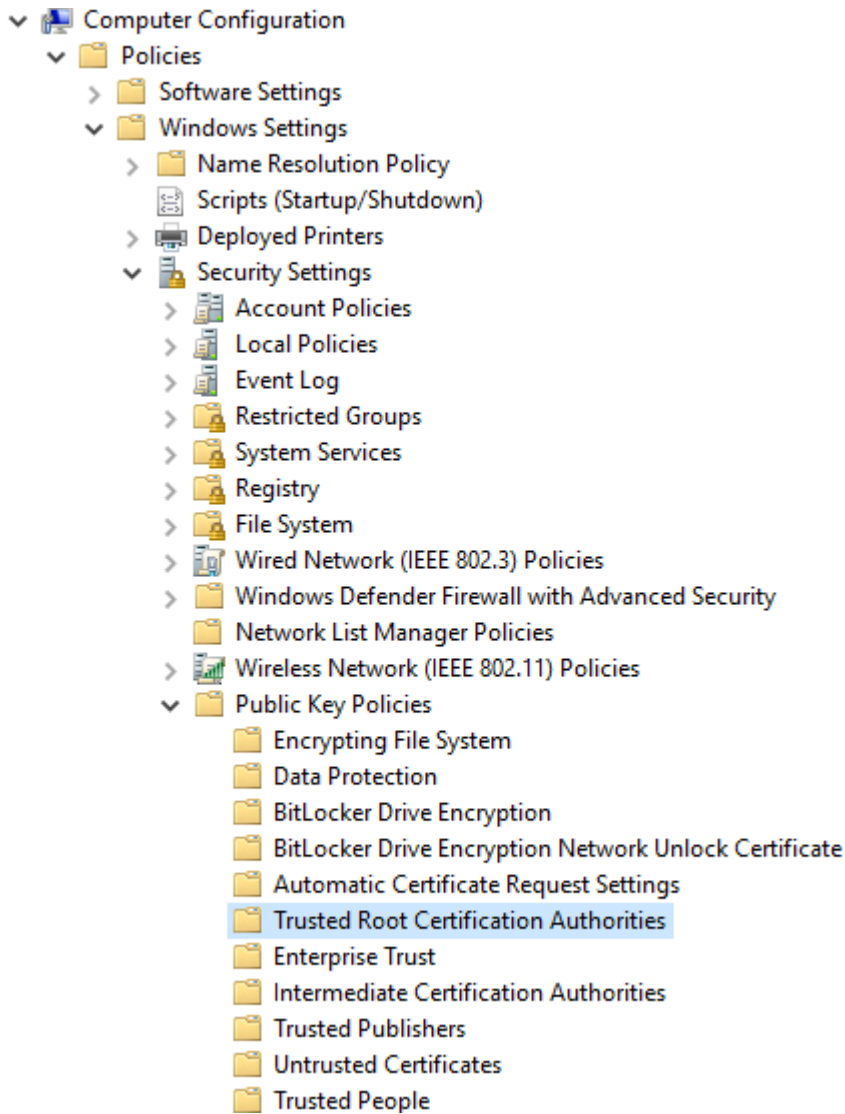 Computer Configuration
Policies
Software Settings
Windows Settings
Name Resolution Policy
Scripts (Startup/Shutdown)
Deployed Printers
Security Settings
Account Policies
Local Policies
Event Log
Restricted Groups
System Services
Registry
File System
Wired Network (IEEE 802.3) Policies
Windows Defender Firewall with Advanced Security
Network List Manager Policies
Wireless Network (IEEE 802.11) Policies
Public Key Policies
Encrypting File System
Data Protection
BitLocker Drive Encryption
BitLocker Drive Encryption Network Unlock Certificate
Automatic Certificate Request Settings
Trusted Root Certification Authorities
Enterprise Trust
Intermediate Certification Authorities
Trusted Publishers
Untrusted Certificates
Trusted People